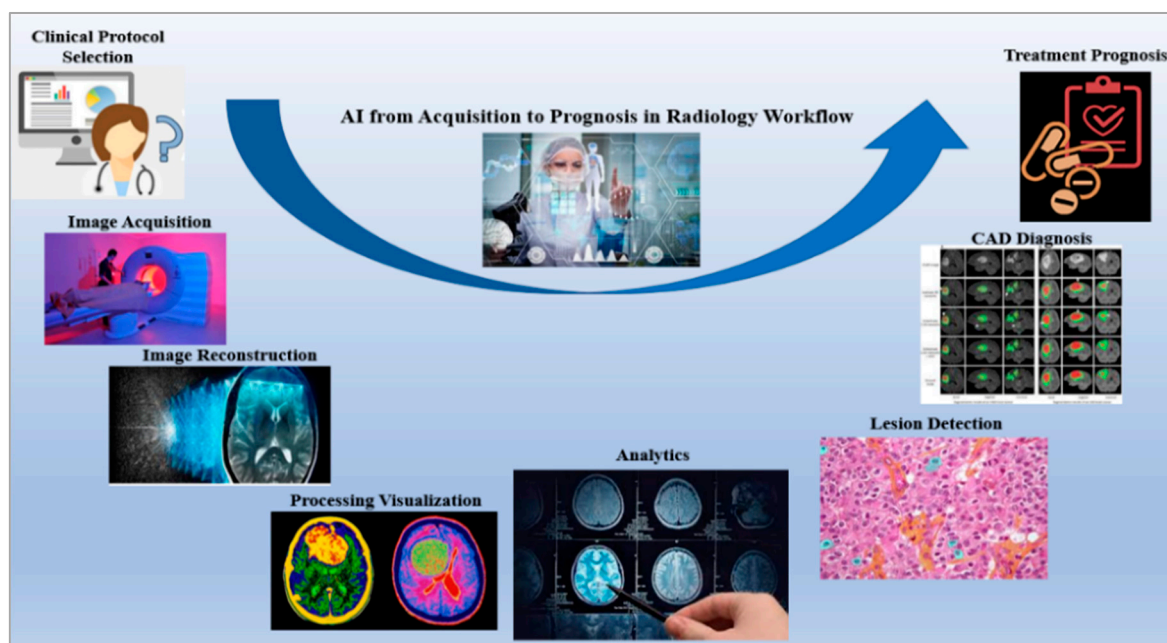 Clinical Protocol
Selection
Treatment Prognosis
AI from Acquisition to Prognosis in Radiology Workflow
Image Acquisition
CAD Diagnosis
Image Reconstruction
Lesion Detection
Analytics
Processing Visualization